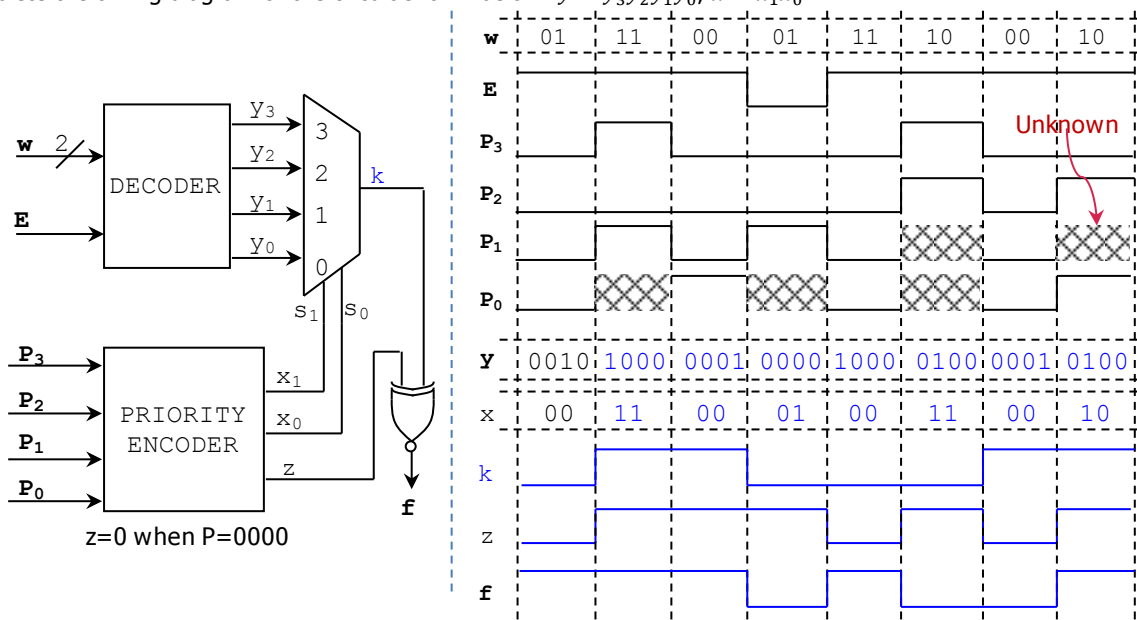 w 01 11 00 01 11 10 00 10
E
P3
Unknown
P2
P1
P0
y 0010 1000 0001 0000 1000 0100 0001 0100
x 00 11 00 01 00 11 00 10
k
z
f
w 2
E
DECODER
y3
y2
y1
y0
3
2
1
0
k
s1 s0
P3
P2
P1
P0
PRIORITY
ENCODER
x1
x0
z
f
z=0 when P=0000